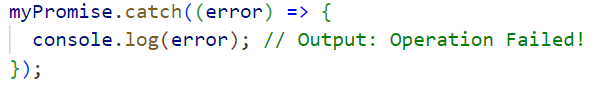 myPromise.catch((error) => {
  console.log(error); // Output: Operation Failed!
});